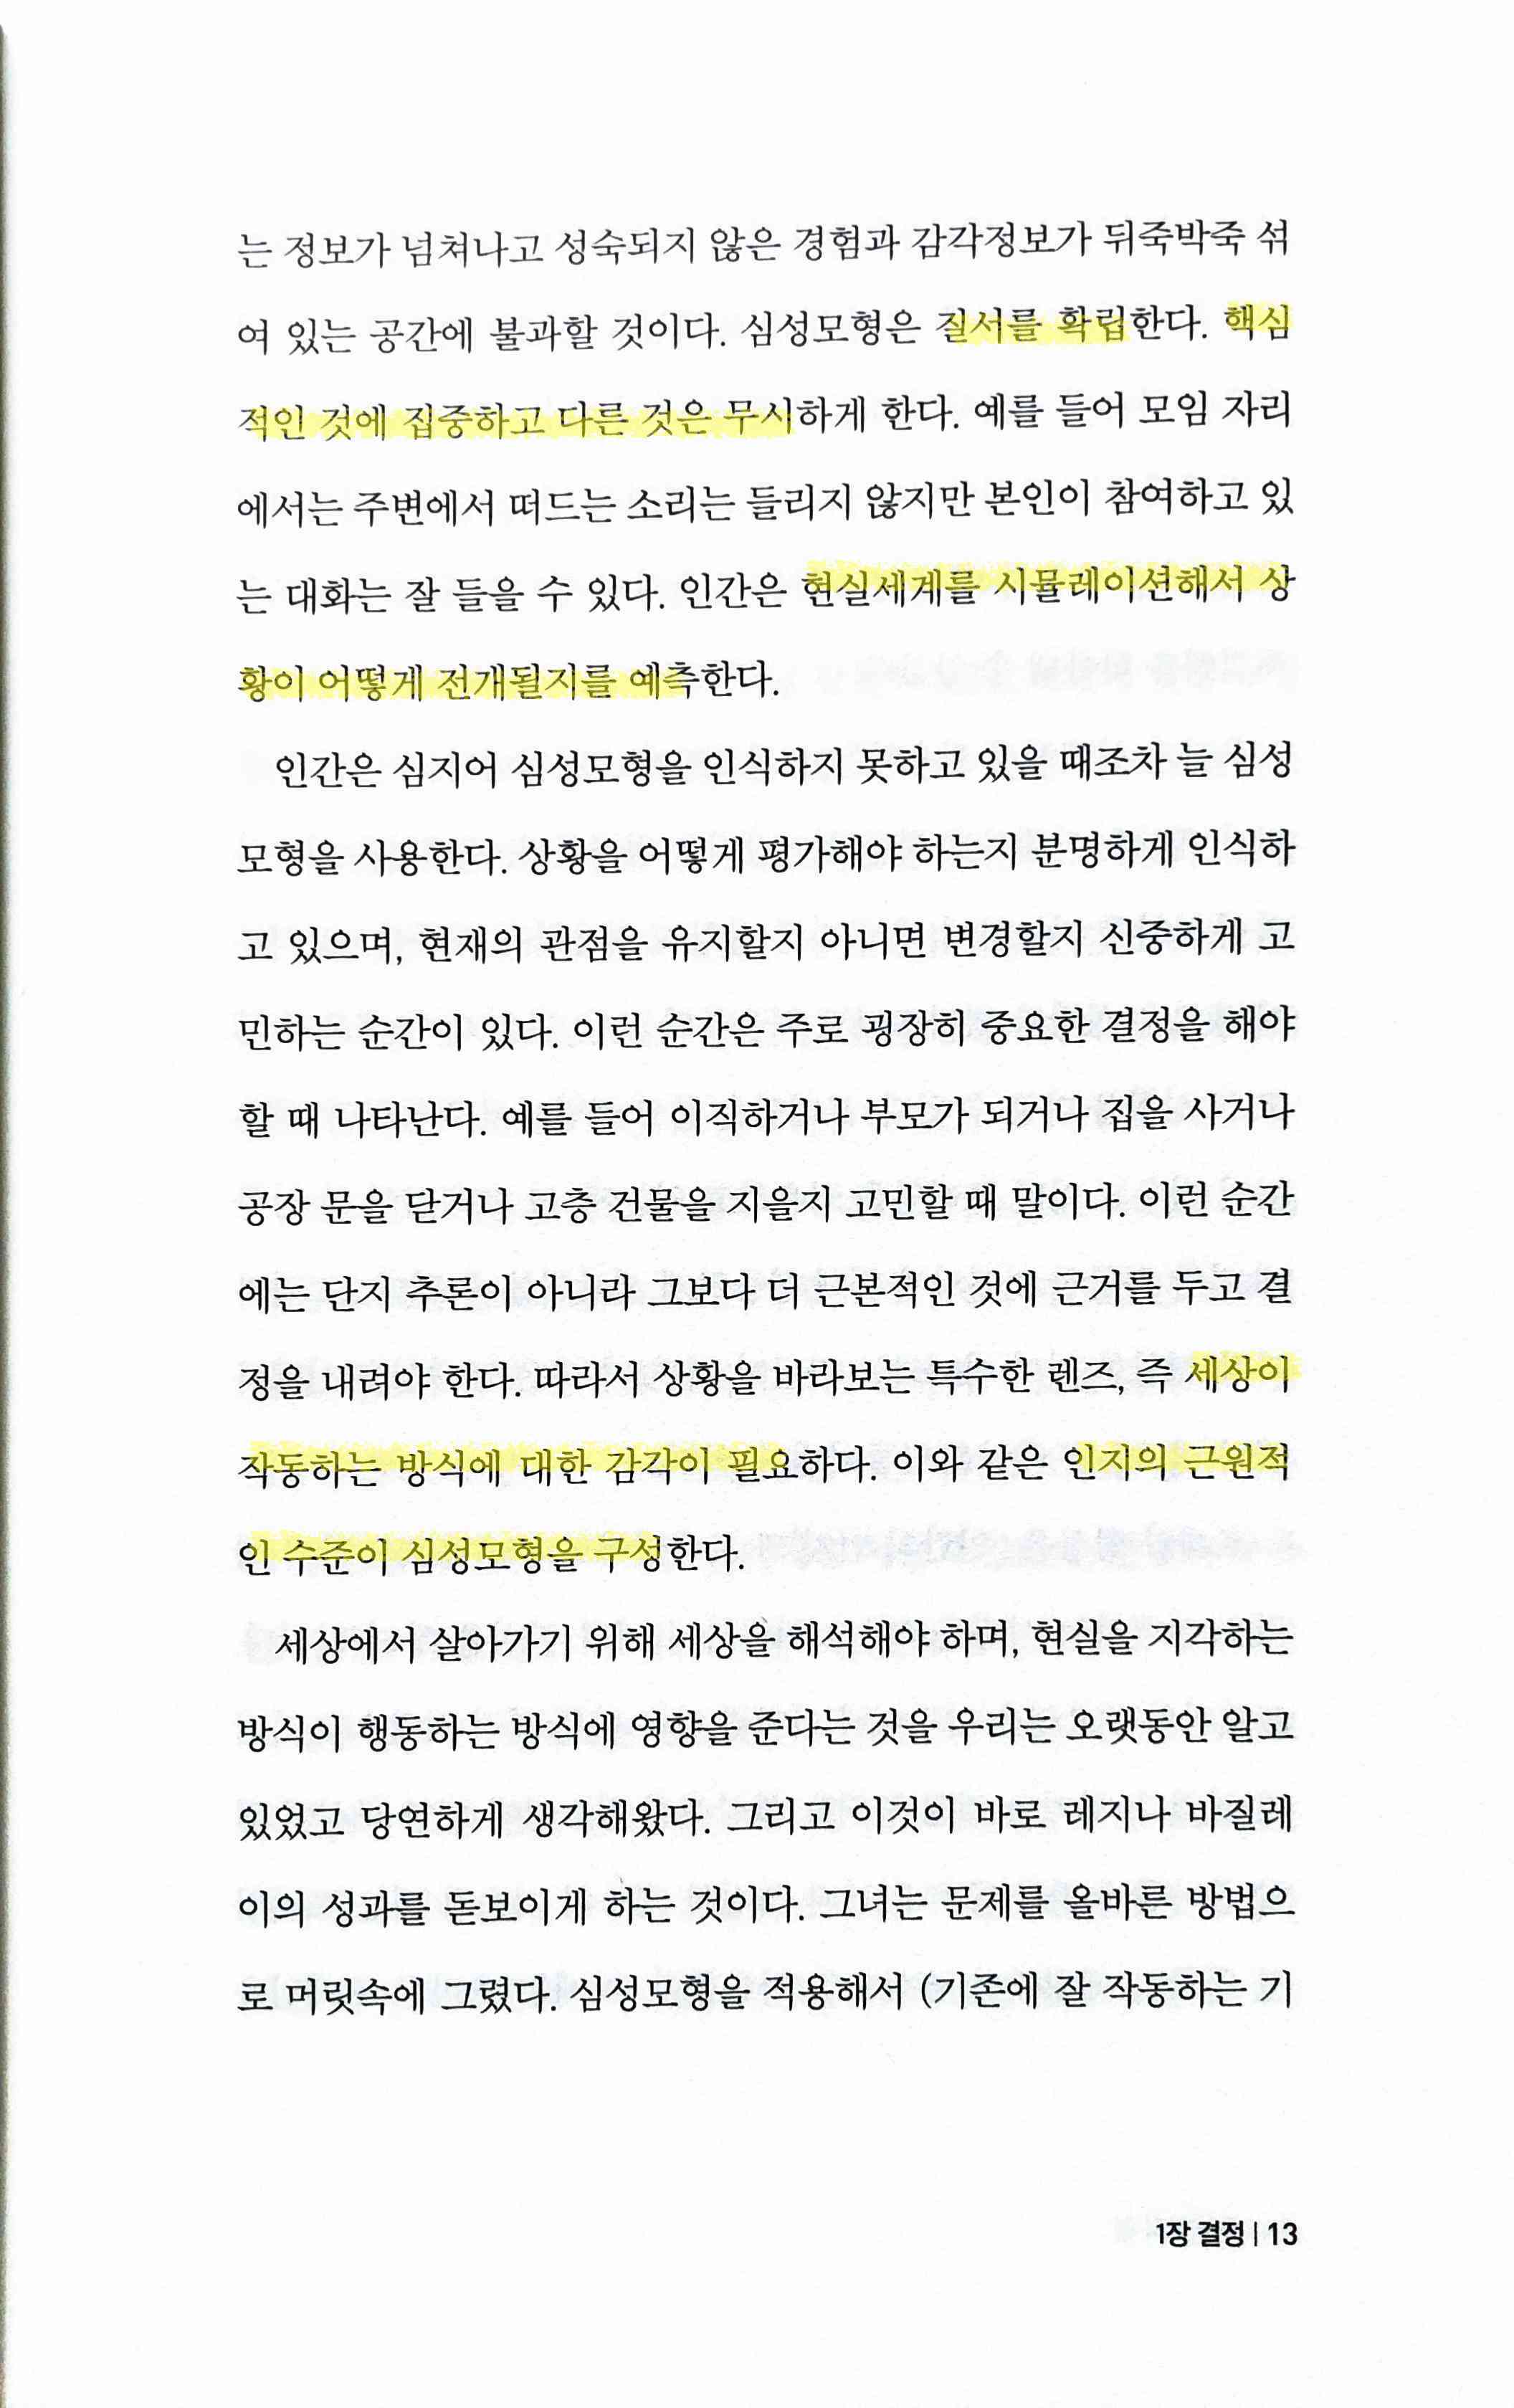 는 정보가 넘쳐나고 성숙되지 않은 경험과 감각정보가 뒤죽박죽 섞
여 있는 공간에 불과할 것이다. 심성모형은 질서를 확립한다. 핵심
적인 것에 집중하고 다른 것은 무시하게 한다. 예를 들어 모임 자리
에서는 주변에서 떠드는 소리는 들리지 않지만 본인이 참여하고 있
는 대화는 잘 들을 수 있다. 인간은 현실세계를 시뮬레이션해서 상
황이 어떻게 전개될지를 예측한다.
인간은 심지어 심성모형을 인식하지 못하고 있을 때조차 늘 심성
모형을 사용한다. 상황을 어떻게 평가해야 하는지 분명하게 인식하
고 있으며, 현재의 관점을 유지할지 아니면 변경할지 신중하게 고
민하는 순간이 있다. 이런 순간은 주로 굉장히 중요한 결정을 해야
할 때 나타난다. 예를 들어 이직하거나 부모가 되거나 집을 사거나
공장 문을 닫거나 고층 건물을 지을지 고민할 때 말이다. 이런 순간
에는 단지 추론이 아니라 그보다 더 근본적인 것에 근거를 두고 결
정을 내려야 한다. 따라서 상황을 바라보는 특수한 렌즈, 즉 세상이
작동하는 방식에 대한 감각이 필요하다. 이와 같은 인지의 근원적
인 수준이 심성모형을 구성한다.
세상에서 살아가기 위해 세상을 해석해야 하며, 현실을 지각하는
방식이 행동하는 방식에 영향을 준다는 것을 우리는 오랫동안 알고
있었고 당연하게 생각해왔다. 그리고 이것이 바로 레지나 바질레
이의 성과를 돋보이게 하는 것이다. 그녀는 문제를 올바른 방법으
로 머릿속에 그렸다. 심성모형을 적용해서 (기존에 잘 작동하는 기
1장 결정 | 13